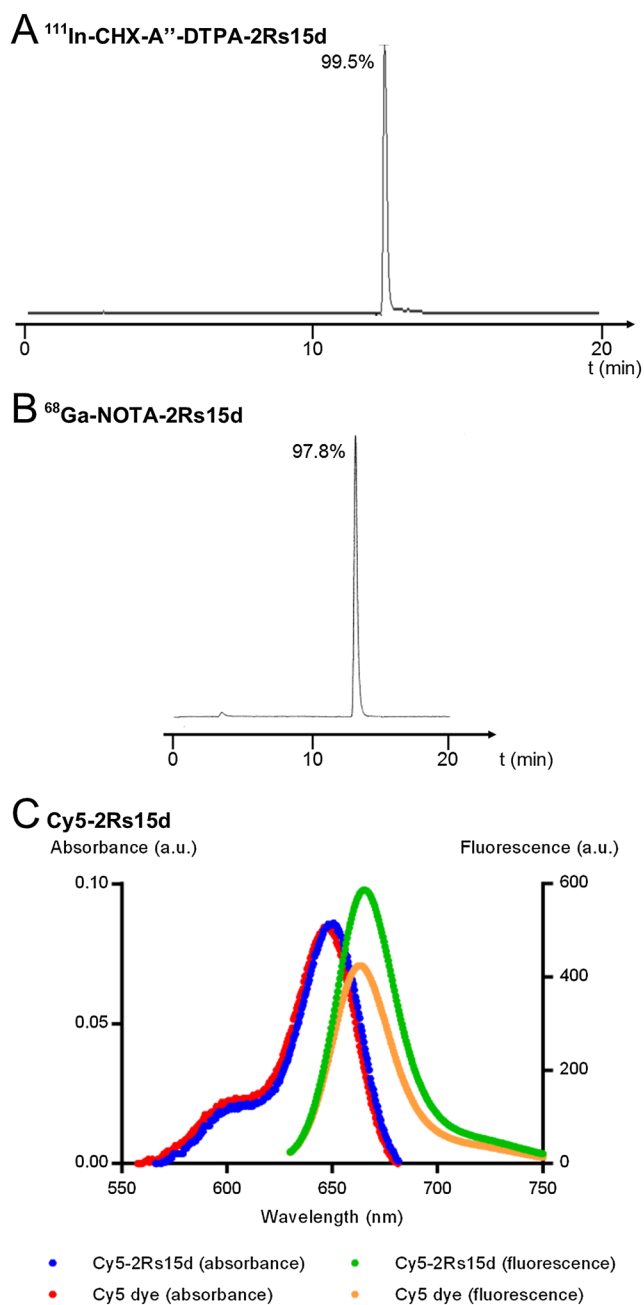 A ¹¹¹In-CHX-A’’-DTPA-2Rs15d
99.5%
0 10 20
t (min)
B ⁶⁸Ga-NOTA-2Rs15d
97.8%
0 10 20 t (min)
C Cy5-2Rs15d
Absorbance (a.u.) Fluorescence (a.u.)
0.10 600
400
0.05
200
0.00 0
550 600 650 700 750
Wavelength (nm)
Cy5-2Rs15d (absorbance) Cy5-2Rs15d (fluorescence)
Cy5 dye (absorbance) Cy5 dye (fluorescence)